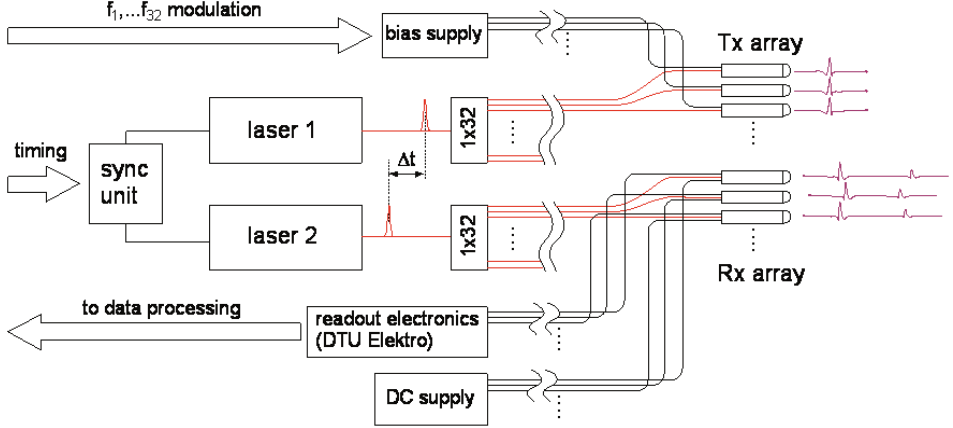 f1,...f32 modulation
bias supply
Tx array
laser 1
1x32
timing
sync
unit
Δt
laser 2
1x32
Rx array
to data processing
readout electronics
(DTU Elektro)
DC supply